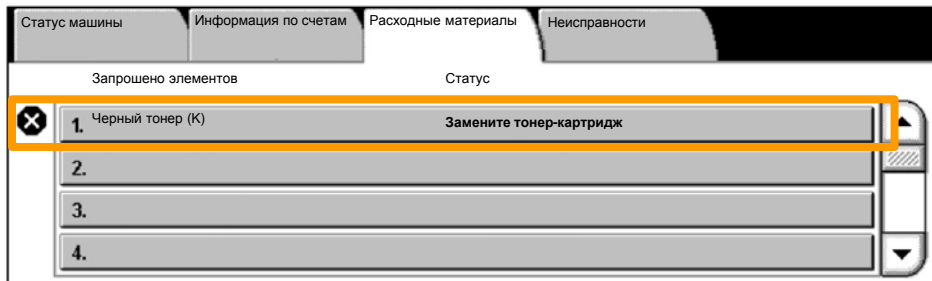 Статус машины Информация по счетам Расходные материалы Неисправности
Запрошено элементов Статус
1. Черный тонер (K) Замените тонер-картридж
2.
3.
4.